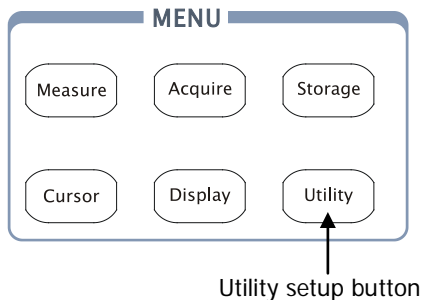 MENU
Measure Acquire Storage
Cursor Display Utility
Utility setup button